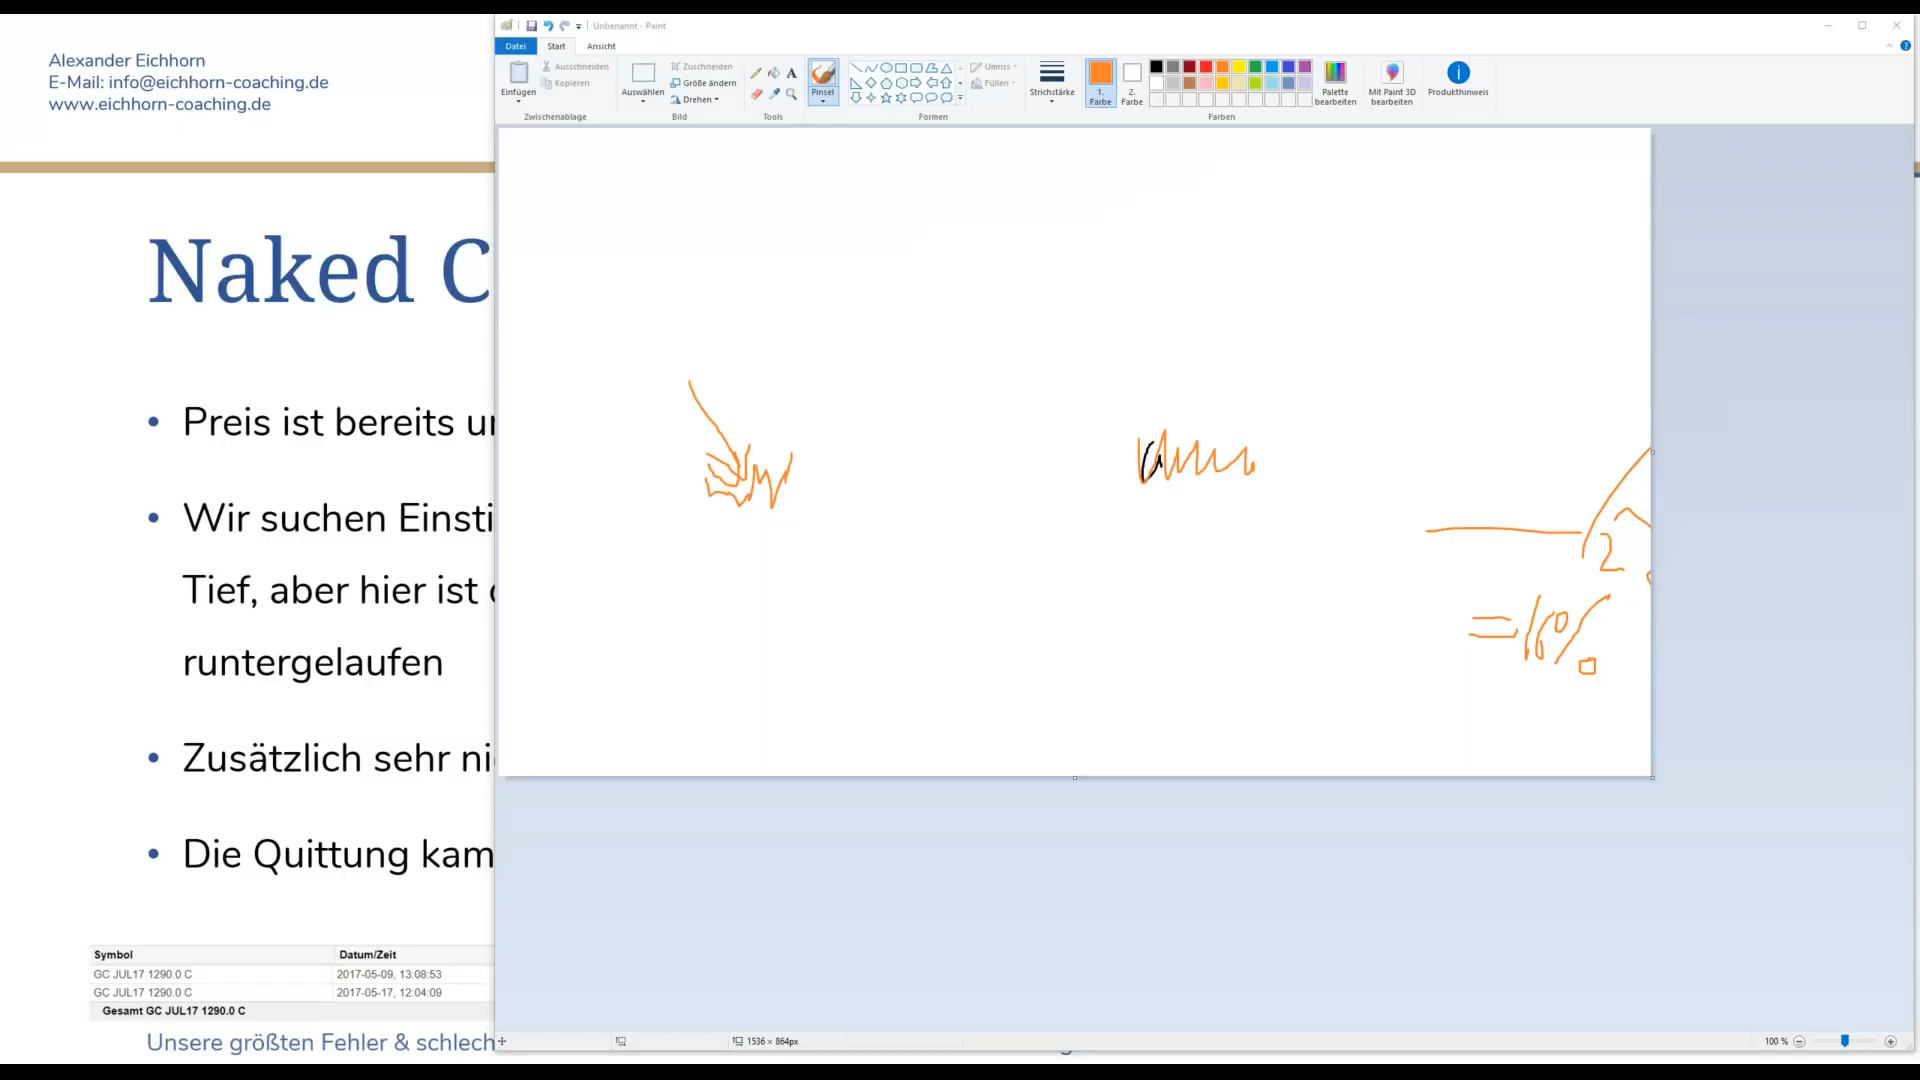 Alexander Eichhorn
E-Mail: info@eichhorn-coaching.de
www.eichhorn-coaching.de
Naked C
Preis ist bereits
Wir suchen
Tief, aber hier ist
runtergelaufen
Zusätzlich sehr
Die Quittung kam
Symbol Datum/Zeit
GC JUL17 1290.0 C 2017-05-09, 13:08:53
GC JUL17 1290.0 C 2017-05-17, 12:04:09
Gesamt GC JUL17 1290.0 C
Unsere größten Fehler &
Unbenannt - Paint
Datei Start Ansicht
Einfügen
Ausschneiden
Kopieren
Zwischenablage
Auswählen
Zuschneiden
Größe ändern
Drehen
Bild
A
Tools
Pinsel
Umriss
Füllen
Formen
Strichstärke
1. Farbe
2. Farbe
Farben
Palette bearbeiten
Mit Paint 3D bearbeiten
Produkthinweis
2
=16%
1536 × 864px
100 %